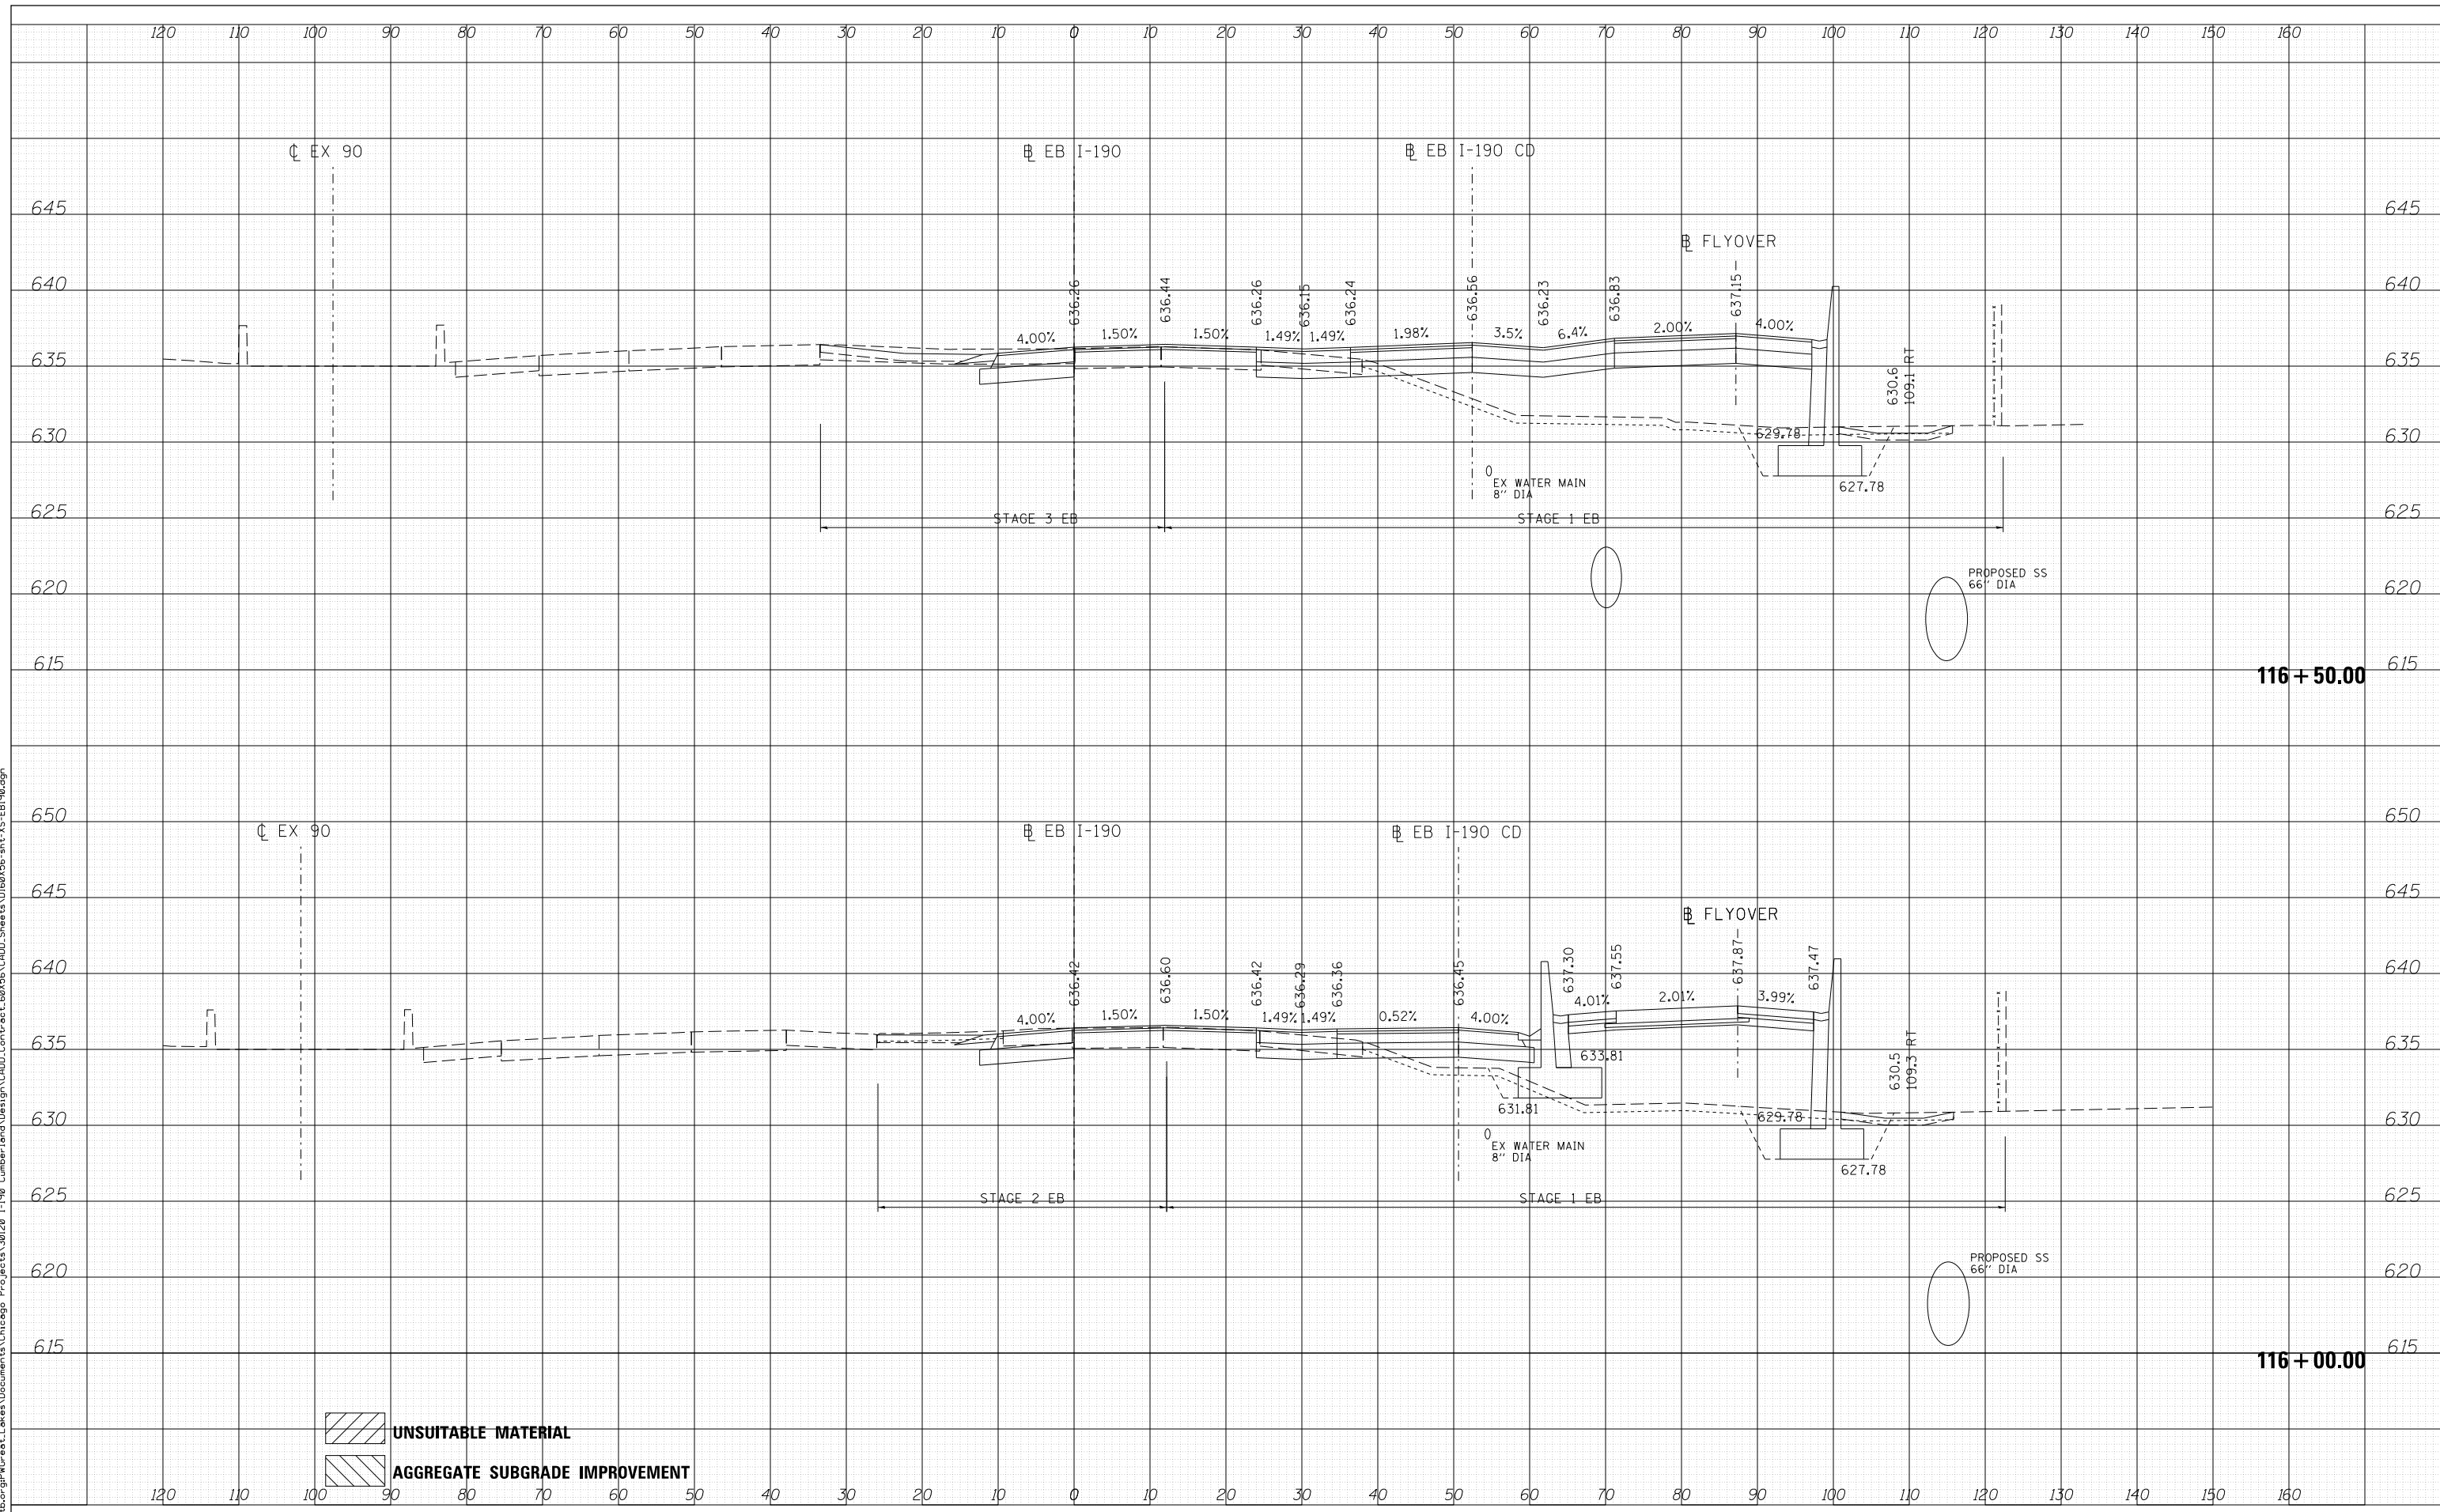 120 110 100 90 80 70 60 50 40 30 20 10 0 10 20 30 40 50 60 70 80 90 100 110 120 130 140 150 160
℄ EX 90
B̲L̲ EB I-190
B̲L̲ EB I-190 CD
645 645
B̲L̲ FLYOVER
640 640
636.26 636.44 636.26 636.15 636.24 636.56 636.23 636.83 637.15
4.00% 1.50% 1.50% 1.49% 1.49% 1.98% 3.5% 6.4% 2.00% 4.00%
635 635
630.6
109.1 RT
629.78
630 630
EX WATER MAIN
8" DIA
627.78
625 625
STAGE 3 EB STAGE 1 EB
PROPOSED SS
66" DIA
620 620
615 615
116+50.00
650 650
℄ EX 90
B̲L̲ EB I-190
B̲L̲ EB I-190 CD
645 645
B̲L̲ FLYOVER
640 640
636.42 636.60 636.42 636.29 636.36 636.45 637.30 637.55 637.87 637.47
4.00% 1.50% 1.50% 1.49% 1.49% 0.52% 4.00% 4.01% 2.01% 3.99%
635 635
633.81
630.5
109.3 RT
631.81
629.78
630 630
EX WATER MAIN
8" DIA
627.78
625 625
STAGE 2 EB STAGE 1 EB
PROPOSED SS
66" DIA
620 620
615 615
116+00.00
UNSUITABLE MATERIAL
AGGREGATE SUBGRADE IMPROVEMENT
120 110 100 90 80 70 60 50 40 30 20 10 0 10 20 30 40 50 60 70 80 90 100 110 120 130 140 150 160